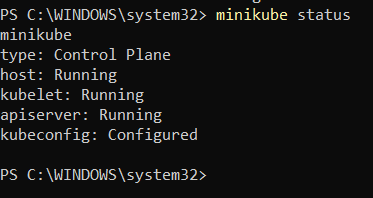 PS C:\WINDOWS\system32> minikube status
minikube
type: Control Plane
host: Running
kubelet: Running
apiserver: Running
kubeconfig: Configured
PS C:\WINDOWS\system32>